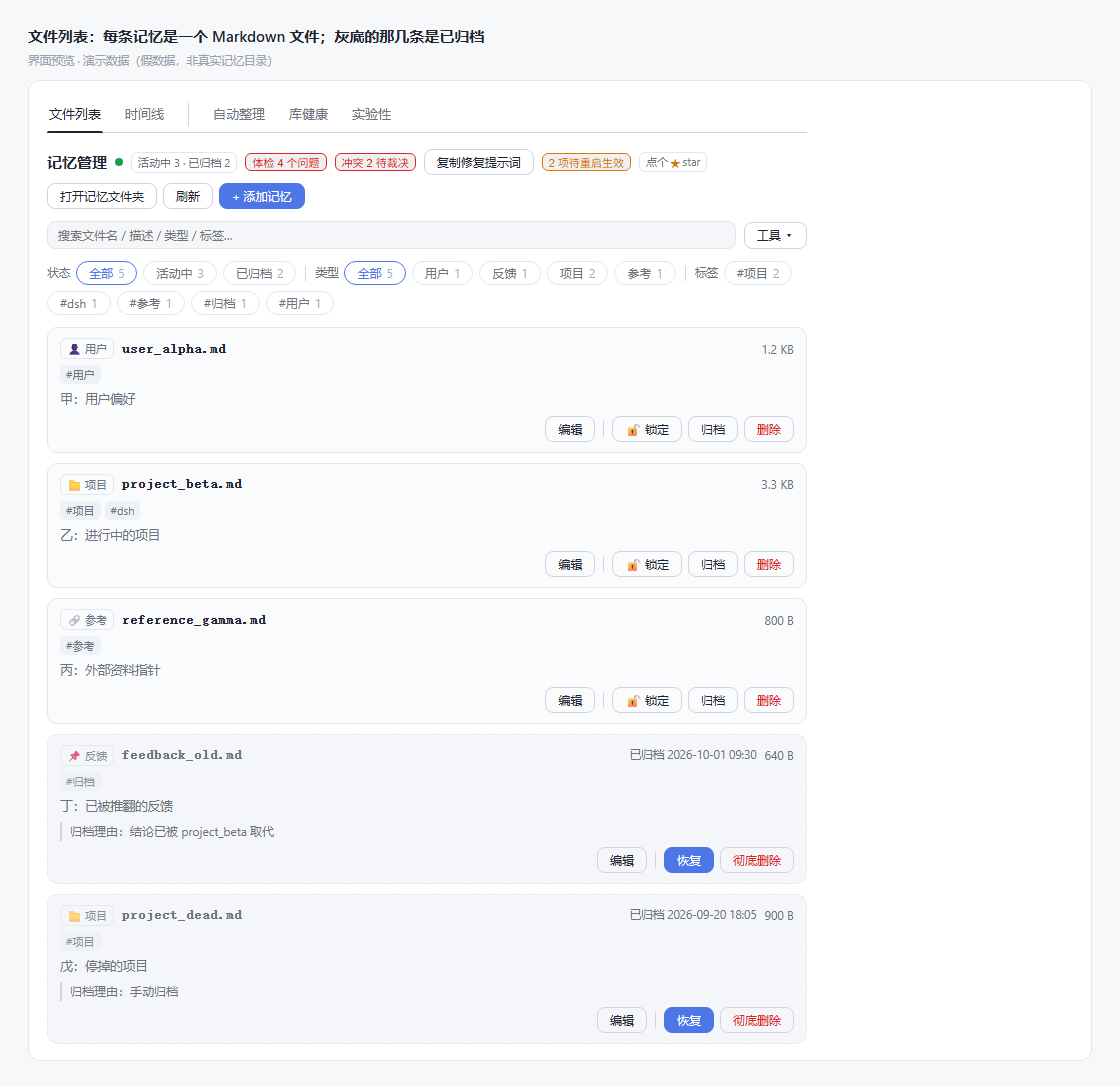 文件列表：每条记忆是一个 Markdown 文件；灰底的那几条是已归档
界面预览 · 演示数据（假数据，非真实记忆目录）
文件列表 时间线 自动整理 库健康 实验性
记忆管理 活动中 3 · 已归档 2 体检 4 个问题 冲突 2 待裁决 复制修复提示词 2 项待重启生效 点个★star
打开记忆文件夹 刷新 + 添加记忆
搜索文件名 / 描述 / 类型 / 标签... 工具 ▾
状态 全部 5 活动中 3 已归档 2 类型 全部 5 用户 1 反馈 1 项目 2 参考 1 标签 #项目 2
#dsh 1 #参考 1 #归档 1 #用户 1
用户 user_alpha.md 1.2 KB
#用户
甲：用户偏好
编辑 锁定 归档 删除
项目 project_beta.md 3.3 KB
#项目 #dsh
乙：进行中的项目
编辑 锁定 归档 删除
参考 reference_gamma.md 800 B
#参考
丙：外部资料指针
编辑 锁定 归档 删除
反馈 feedback_old.md 已归档 2026-10-01 09:30 640 B
#归档
丁：已被推翻的反馈
归档理由：结论已被 project_beta 取代
编辑 恢复 彻底删除
项目 project_dead.md 已归档 2026-09-20 18:05 900 B
#项目
戊：停掉的项目
归档理由：手动归档
编辑 恢复 彻底删除